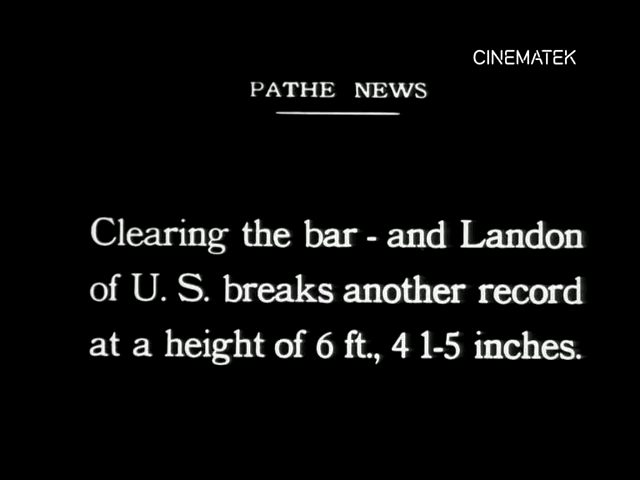 CINEMATEK
PATHE NEWS
Clearing the bar - and Landon
of U. S. breaks another record
at a height of 6 ft., 4 1-5 inches.